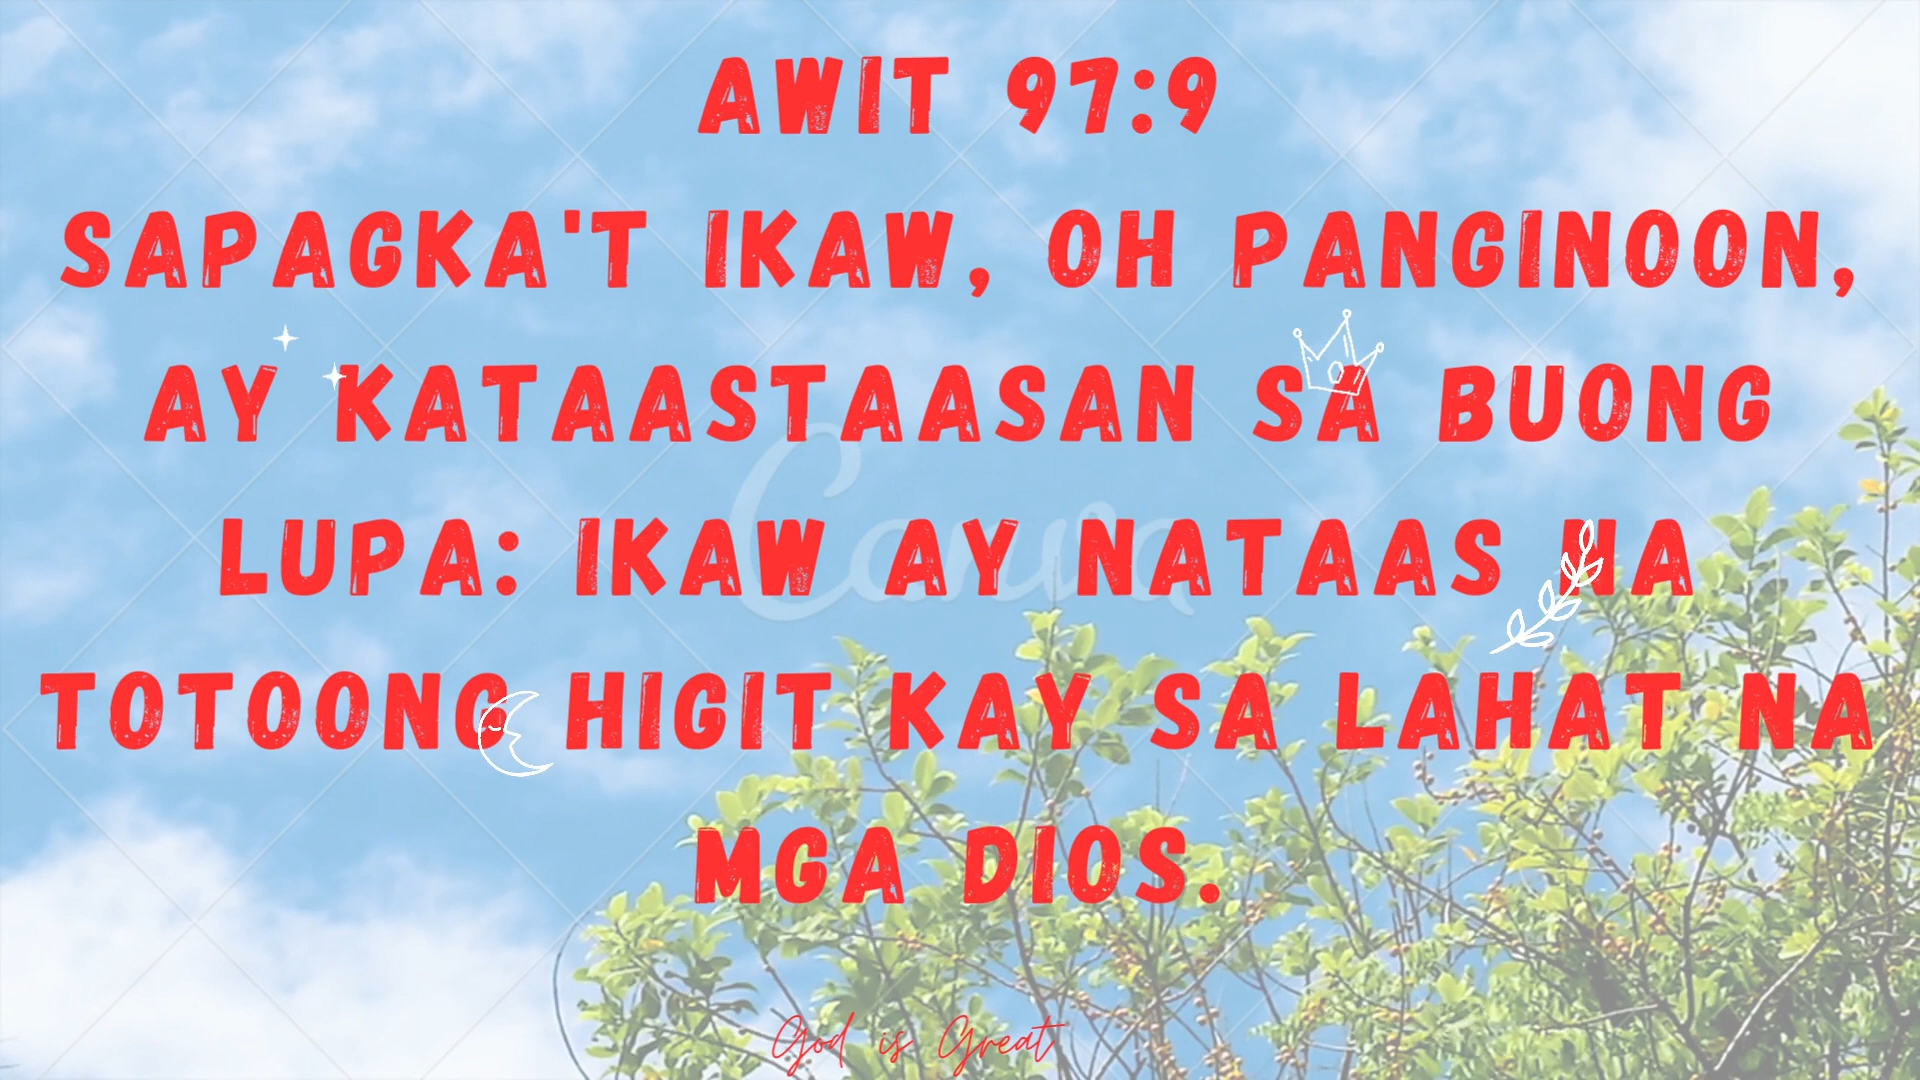 AWIT 97:9
SAPAGKA'T IKAW, OH PANGINOON,
AY KATAASTAASAN SA BUONG
LUPA: IKAW AY NATAAS NA
TOTOONG HIGIT KAY SA LAHAT NA
MGA DIOS.
Canva
God is Great